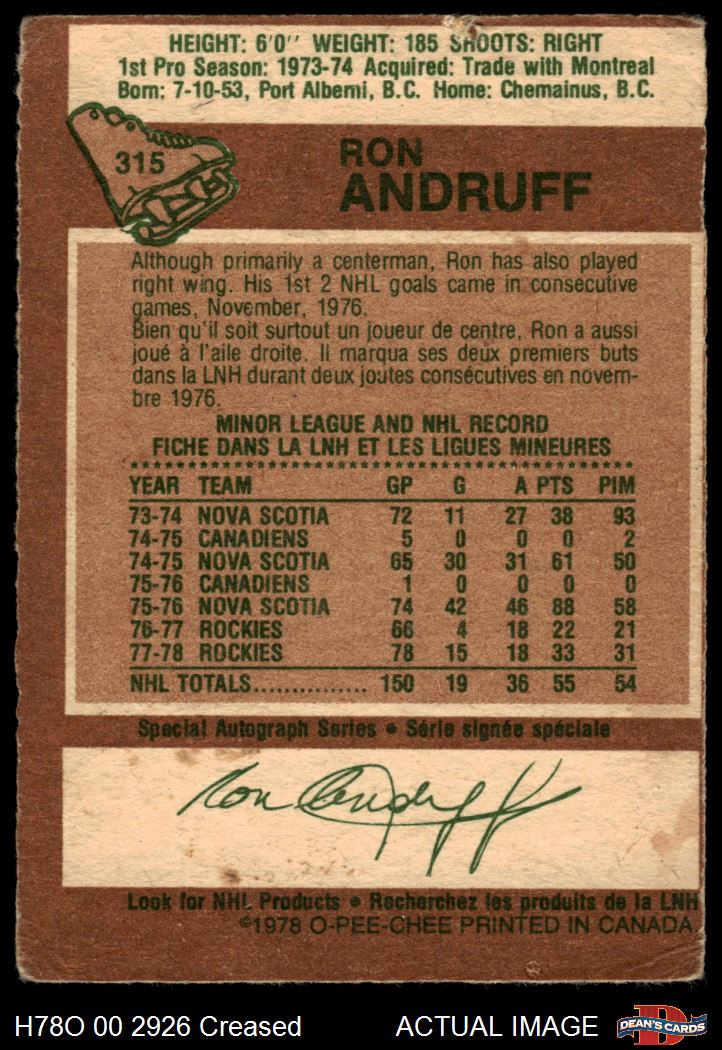 HEIGHT: 6'0'' WEIGHT: 185 SHOOTS: RIGHT
1st Pro Season: 1973-74 Acquired: Trade with Montreal
Born: 7-10-53, Port Alberni, B.C. Home: Chemainus, B.C.
315
RON
ANDRUFF
Although primarily a centerman, Ron has also played
right wing. His 1st 2 NHL goals came in consecutive
games, November, 1976.
Bien qu'il soit surtout un joueur de centre, Ron a aussi
joué à l'aile droite. Il marqua ses deux premiers buts
dans la LNH durant deux joutes consécutives en novem-
bre 1976.
MINOR LEAGUE AND NHL RECORD
FICHE DANS LA LNH ET LES LIGUES MINEURES
YEAR TEAM GP G A PTS PIM
73-74 NOVA SCOTIA 72 11 27 38 93
74-75 CANADIENS 5 0 0 0 2
74-75 NOVA SCOTIA 65 30 31 61 50
75-76 CANADIENS 1 0 0 0 0
75-76 NOVA SCOTIA 74 42 46 88 58
76-77 ROCKIES 66 4 18 22 21
77-78 ROCKIES 78 15 18 33 31
NHL TOTALS............... 150 19 36 55 54
Special Autograph Series • Série signée spéciale
Ron Andruff
Look for NHL Products • Recherchez les produits de la LNH
©1978 O-PEE-CHEE PRINTED IN CANADA.
H78O 00 2926 Creased ACTUAL IMAGE
D
DEAN'S CARDS